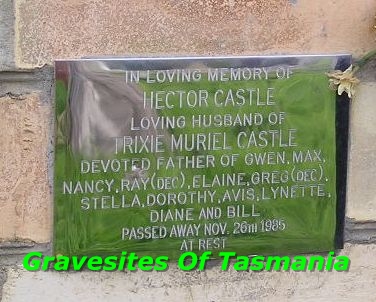 IN LOVING MEMORY OF
HECTOR CASTLE
LOVING HUSBAND OF
TRIXIE MURIEL CASTLE
DEVOTED FATHER OF GWEN, MAX,
NANCY, RAY (DEC), ELAINE, GREG (DEC),
STELLA, DOROTHY, AVIS, LYNETTE,
DIANE AND BILL
PASSED AWAY NOV. 26TH 1985
AT REST
Gravesites Of Tasmania